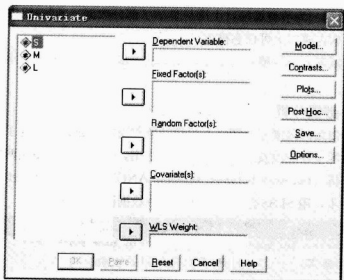 Univariate
S
M
L
Dependent Variable:
Fixed Factor(s):
Random Factor(s):
Covariate(s):
WLS Weight:
Model...
Contrasts...
Plots...
Post Hoc...
Save...
Options...
OK
Paste
Reset
Cancel
Help